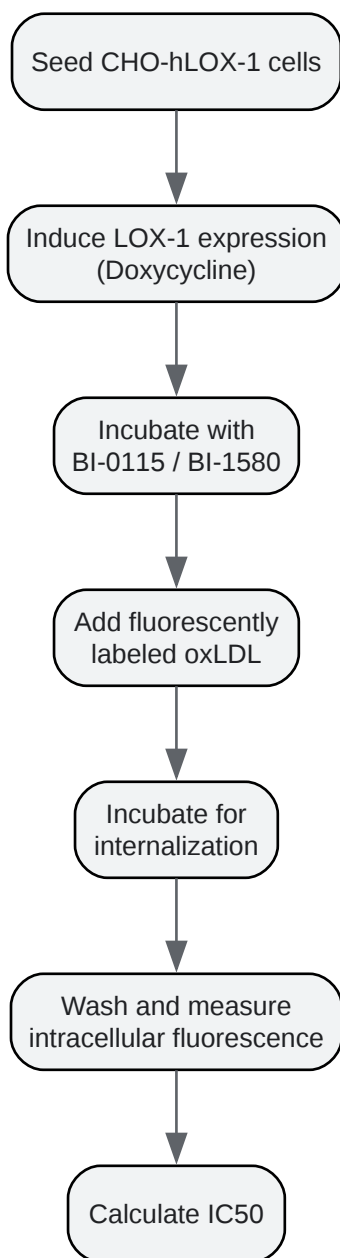 Seed CHO-hLOX-1 cells
Induce LOX-1 expression
(Doxycycline)
Incubate with
BI-0115 / BI-1580
Add fluorescently
labeled oxLDL
Incubate for
internalization
Wash and measure
intracellular fluorescence
Calculate IC50